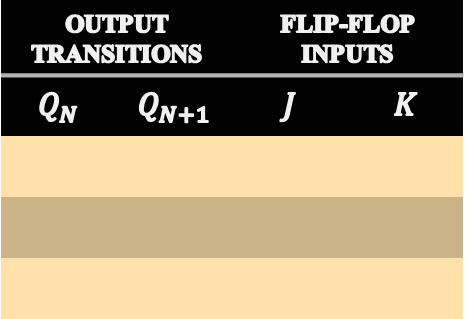 OUTPUT TRANSITIONS
FLIP-FLOP INPUTS
Q_N Q_{N+1} J K